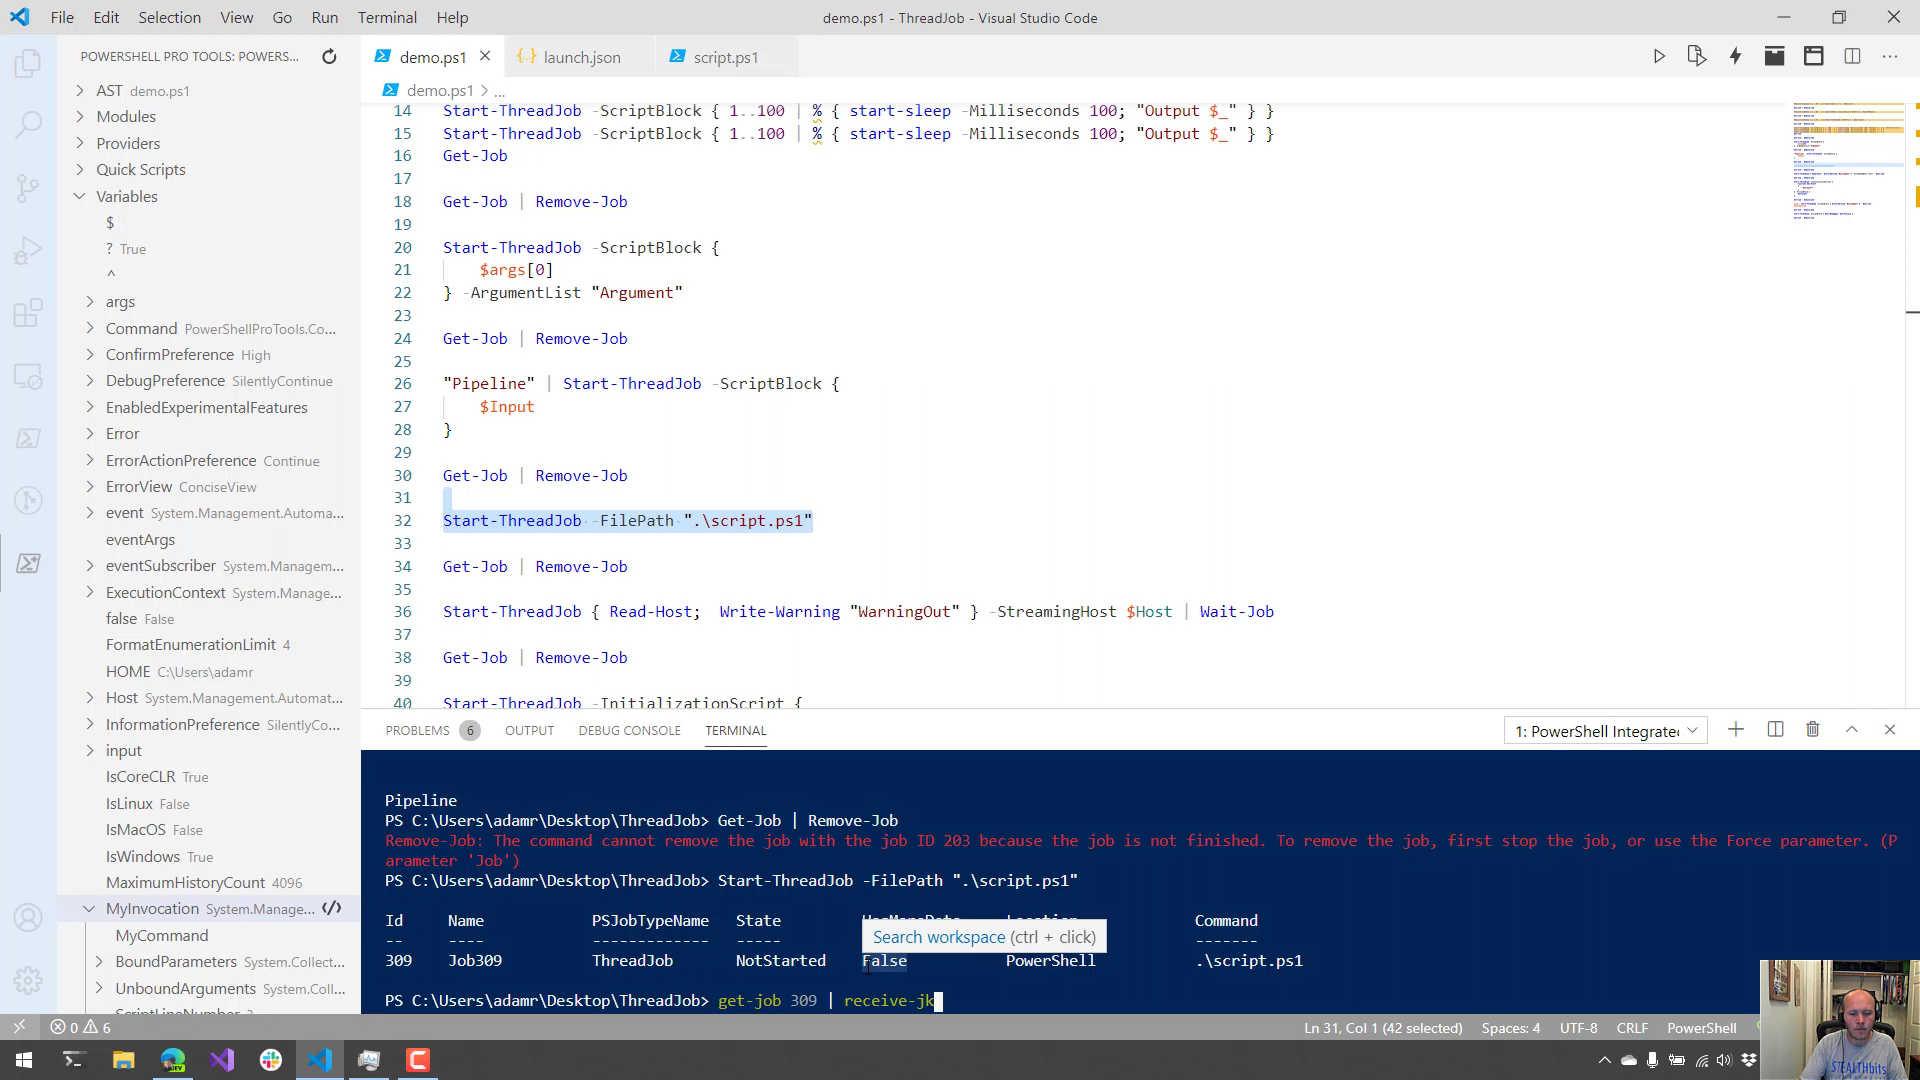 File Edit Selection View Go Run Terminal Help
demo.ps1 - ThreadJob - Visual Studio Code
POWERSHELL PRO TOOLS: POWERS...
AST demo.ps1
Modules
Providers
Quick Scripts
Variables
$
? True
^
args
Command PowerShellProTools.Co...
ConfirmPreference High
DebugPreference SilentlyContinue
EnabledExperimentalFeatures
Error
ErrorActionPreference Continue
ErrorView ConciseView
event System.Management.Automa...
eventArgs
eventSubscriber System.Managem...
ExecutionContext System.Manage...
false False
FormatEnumerationLimit 4
HOME C:\Users\adamr
Host System.Management.Automat...
InformationPreference SilentlyCo...
input
IsCoreCLR True
IsLinux False
IsMacOS False
IsWindows True
MaximumHistoryCount 4096
MyInvocation System.Manage...
MyCommand
BoundParameters System.Collect...
UnboundArguments System.Coll...
demo.ps1
launch.json
script.ps1
demo.ps1 > ...
14 Start-ThreadJob -ScriptBlock { 1..100 | % { start-sleep -Milliseconds 100; "Output $_" } }
15 Start-ThreadJob -ScriptBlock { 1..100 | % { start-sleep -Milliseconds 100; "Output $_" } }
16 Get-Job
17
18 Get-Job | Remove-Job
19
20 Start-ThreadJob -ScriptBlock {
21 $args[0]
22 } -ArgumentList "Argument"
23
24 Get-Job | Remove-Job
25
26 "Pipeline" | Start-ThreadJob -ScriptBlock {
27 $Input
28 }
29
30 Get-Job | Remove-Job
31
32 Start-ThreadJob -FilePath ".\script.ps1"
33
34 Get-Job | Remove-Job
35
36 Start-ThreadJob { Read-Host; Write-Warning "WarningOut" } -StreamingHost $Host | Wait-Job
37
38 Get-Job | Remove-Job
39
40 Start-ThreadJob -InitializationScript {
PROBLEMS 6 OUTPUT DEBUG CONSOLE TERMINAL
1: PowerShell Integrate
Pipeline
PS C:\Users\adamr\Desktop\ThreadJob> Get-Job | Remove-Job
Remove-Job: The command cannot remove the job with the job ID 203 because the job is not finished. To remove the job, first stop the job, or use the Force parameter. (P
arameter 'Job')
PS C:\Users\adamr\Desktop\ThreadJob> Start-ThreadJob -FilePath ".\script.ps1"
Id Name PSJobTypeName State Command
-- ---- ------------- ----- -------
Search workspace (ctrl + click)
309 Job309 ThreadJob NotStarted False PowerShell .\script.ps1
PS C:\Users\adamr\Desktop\ThreadJob> get-job 309 | receive-jk
0 6
Ln 31, Col 1 (42 selected) Spaces: 4 UTF-8 CRLF PowerShell
STEALTHbits